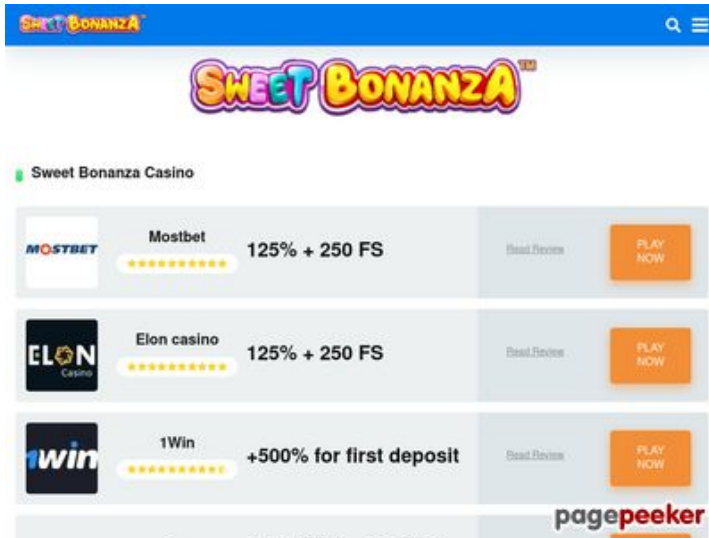 SWEET BONANZA
SWEET BONANZA™
Sweet Bonanza Casino
MOSTBET
Mostbet
125% + 250 FS
Read Review
PLAY
NOW
ELON
Casino
Elon casino
125% + 250 FS
Read Review
PLAY
NOW
1win
1Win
+500% for first deposit
Read Review
PLAY
NOW
pagepeeker